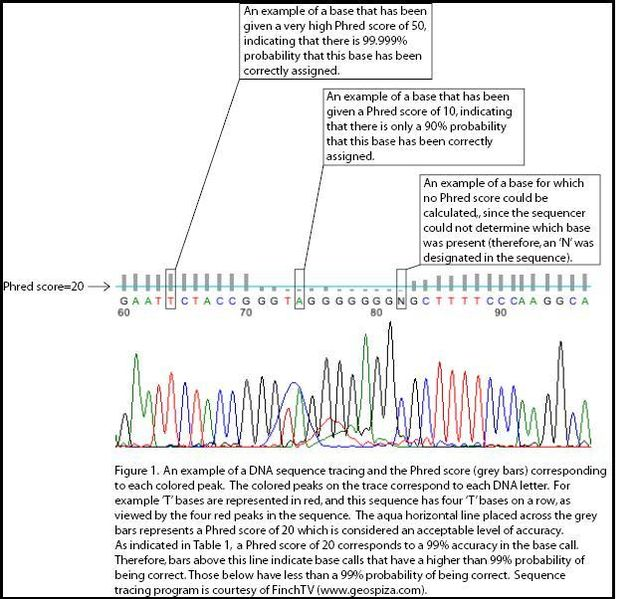 An example of a base that has been
given a very high Phred score of 50,
indicating that there is 99.999%
probability that this base has been
correctly assigned.
An example of a base that has been
given a Phred score of 10, indicating
that there is only a 90% probability
that this base has been correctly
assigned.
An example of a base for which
no Phred score could be
calculated,, since the sequencer
could not determine which base
was present (therefore, an 'N' was
designated in the sequence).
Phred score=20
G A A T T C T A C C G G G T A G G G G G G G N G C T T T T C C C A A G G C A
60 70 80 90
Figure 1. An example of a DNA sequence tracing and the Phred score (grey bars) corresponding
to each colored peak. The colored peaks on the trace correspond to each DNA letter. For
example 'T' bases are represented in red, and this sequence has four 'T' bases on a row, as
viewed by the four red peaks in the sequence. The aqua horizontal line placed across the grey
bars represents a Phred score of 20 which is considered an acceptable level of accuracy.
As indicated in Table 1, a Phred score of 20 corresponds to a 99% accuracy in the base call.
Therefore, bars above this line indicate base calls that have a higher than 99% probability of
being correct. Those below have less than a 99% probability of being correct. Sequence
tracing program is courtesy of FinchTV (www.geospiza.com).